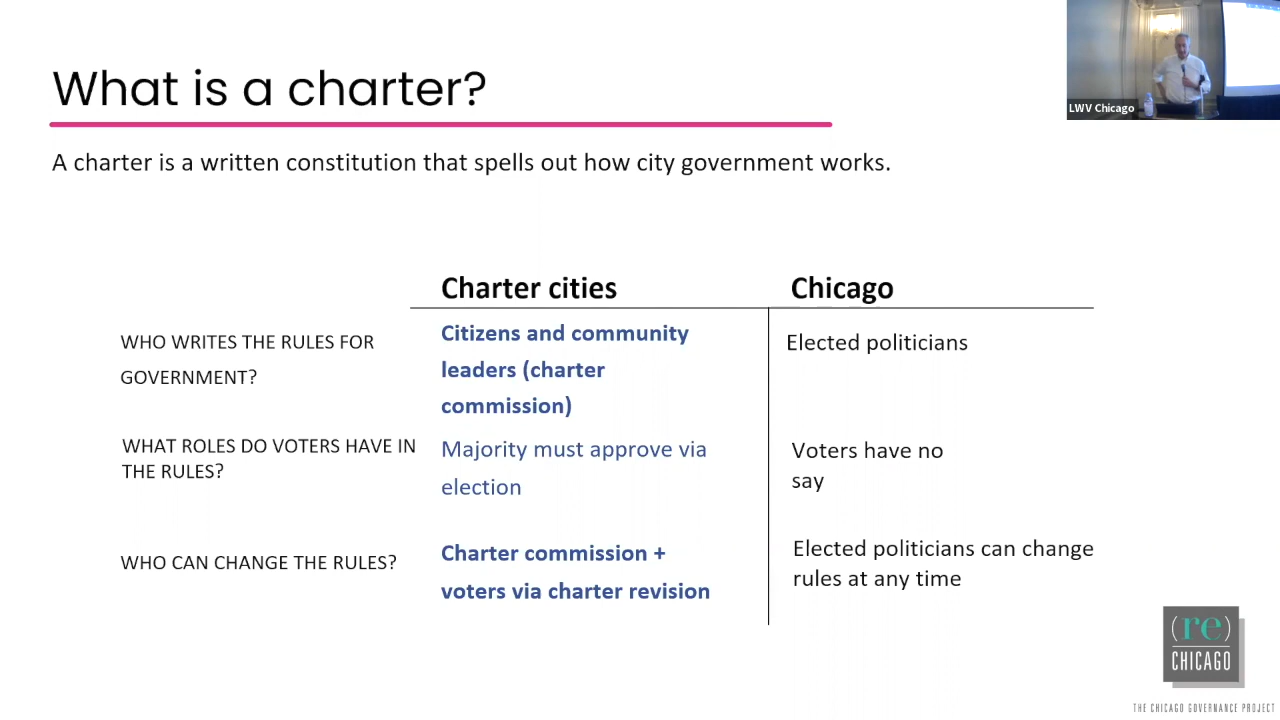 What is a charter?
LWV Chicago
A charter is a written constitution that spells out how city government works.
Charter cities
Chicago
WHO WRITES THE RULES FOR
GOVERNMENT?
Citizens and community
leaders (charter
commission)
Elected politicians
WHAT ROLES DO VOTERS HAVE IN
THE RULES?
Majority must approve via
election
Voters have no
say
WHO CAN CHANGE THE RULES?
Charter commission +
voters via charter revision
Elected politicians can change
rules at any time
(re)
CHICAGO
THE CHICAGO GOVERNANCE PROJECT